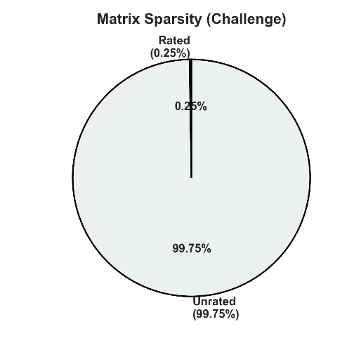 Matrix Sparsity (Challenge)
Rated
(0.25%)
0.25%
99.75%
Unrated
(99.75%)